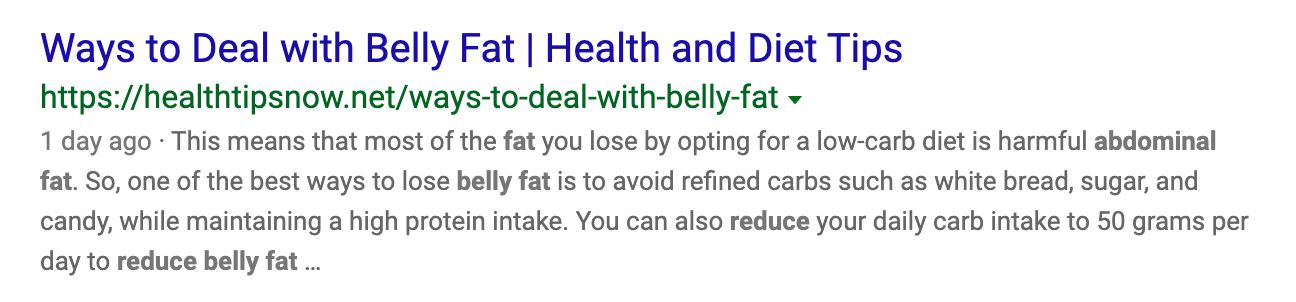 Ways to Deal with Belly Fat | Health and Diet Tips
https://healthtipsnow.net/ways-to-deal-with-belly-fat
1 day ago · This means that most of the fat you lose by opting for a low-carb diet is harmful abdominal
fat. So, one of the best ways to lose belly fat is to avoid refined carbs such as white bread, sugar, and
candy, while maintaining a high protein intake. You can also reduce your daily carb intake to 50 grams per
day to reduce belly fat ...